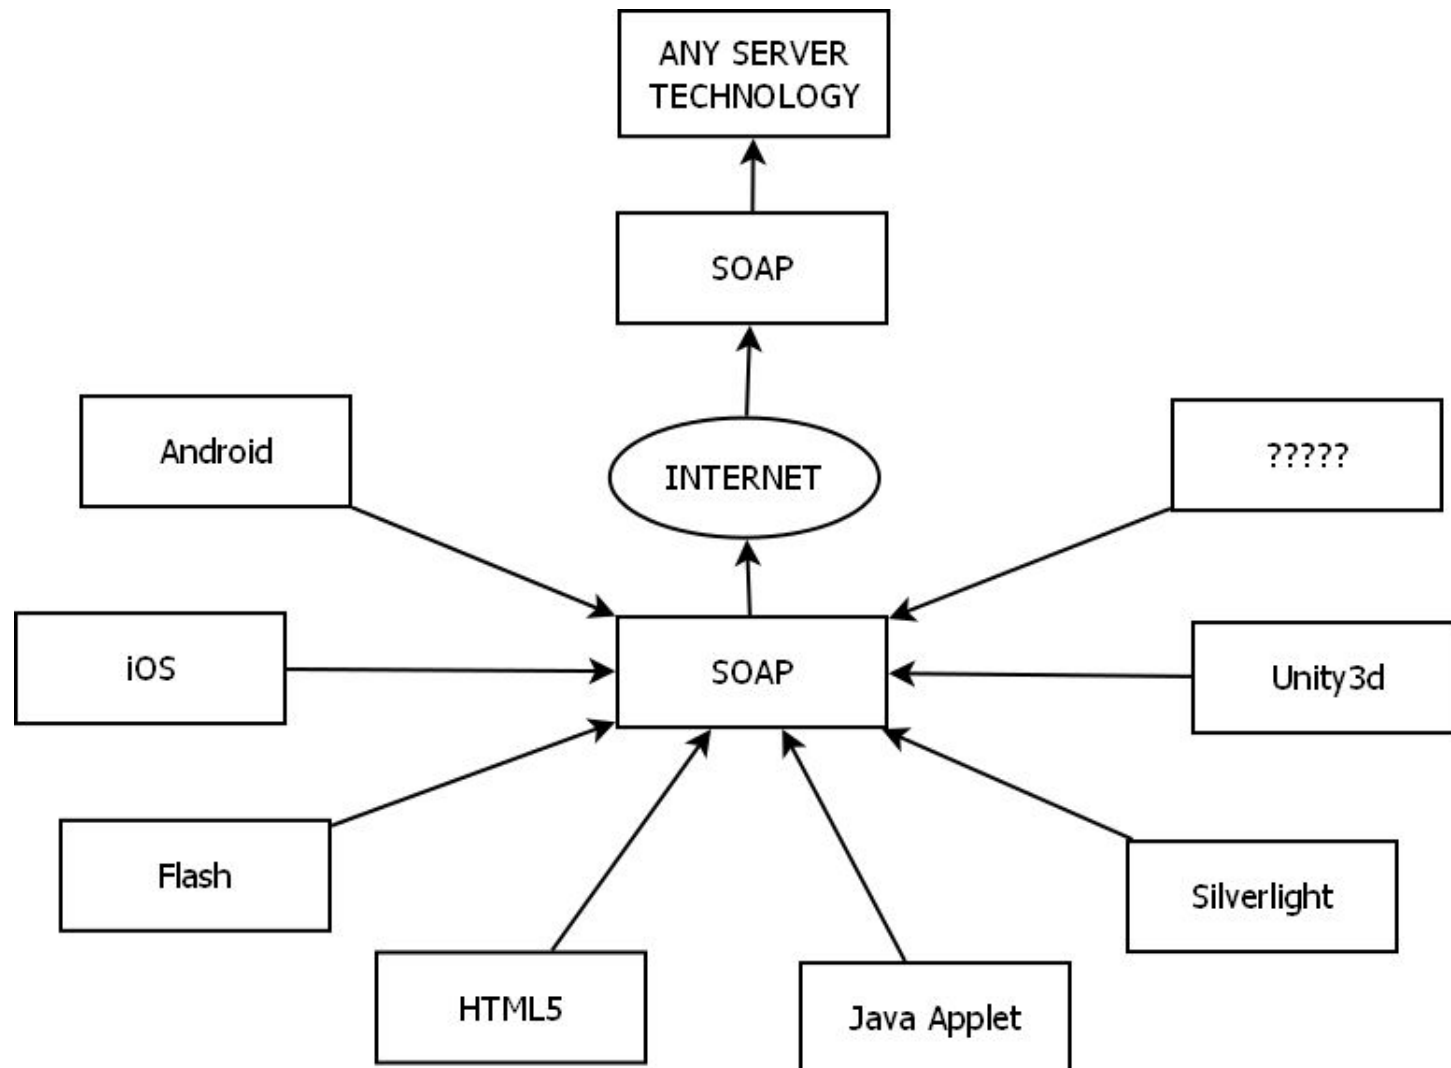 ANY SERVER
TECHNOLOGY
SOAP
Android
INTERNET
?????
iOS
SOAP
Unity3d
Flash
Silverlight
HTML5
Java Applet